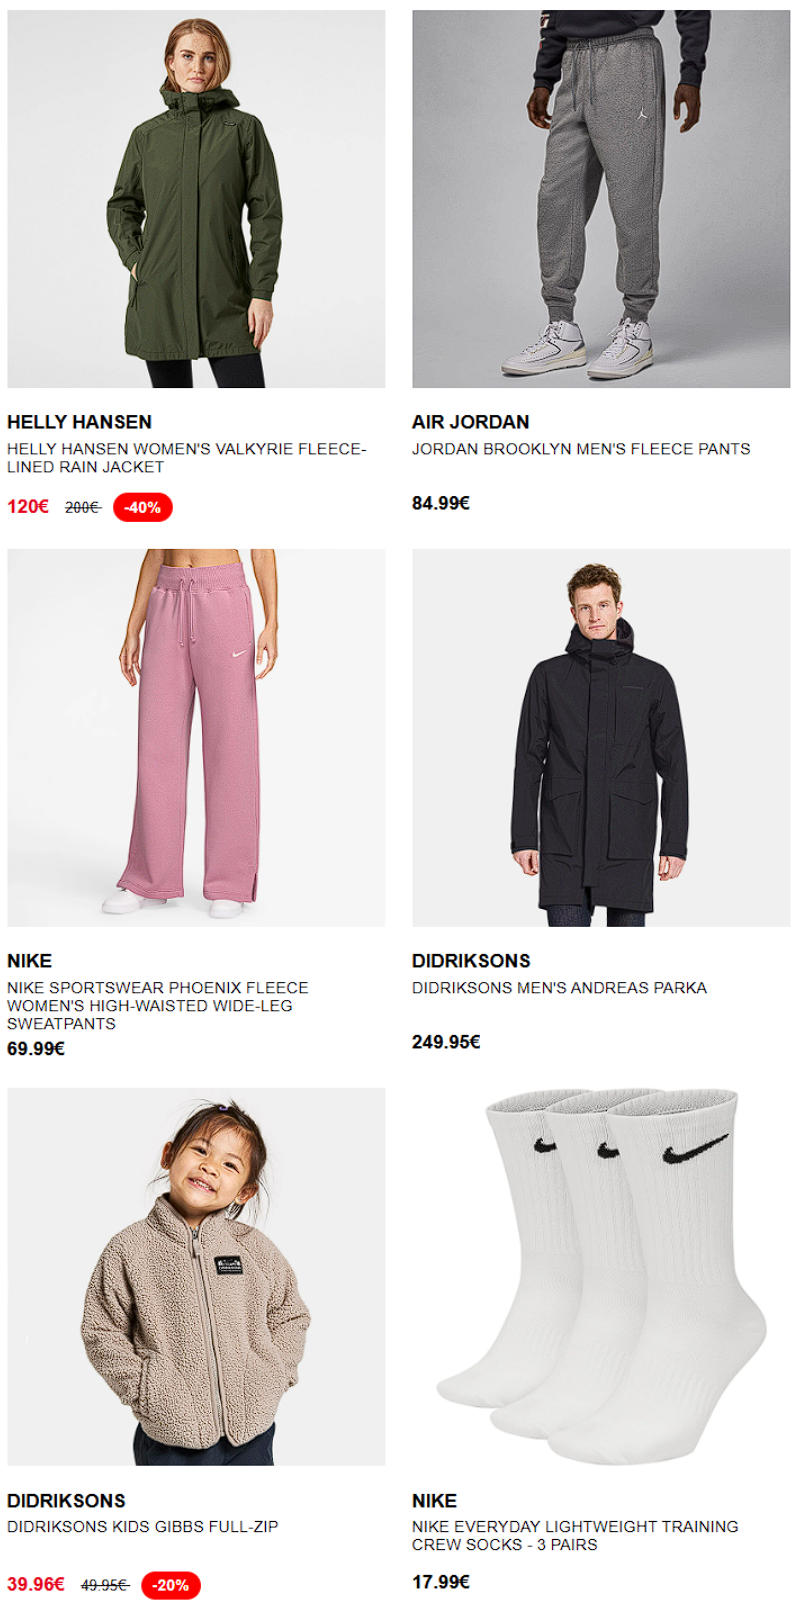 HELLY HANSEN
HELLY HANSEN WOMEN'S VALKYRIE FLEECE-
LINED RAIN JACKET
120€ 200€ -40%
AIR JORDAN
JORDAN BROOKLYN MEN'S FLEECE PANTS
84.99€
NIKE
NIKE SPORTSWEAR PHOENIX FLEECE
WOMEN'S HIGH-WAISTED WIDE-LEG
SWEATPANTS
69.99€
DIDRIKSONS
DIDRIKSONS MEN'S ANDREAS PARKA
249.95€
DIDRIKSONS
DIDRIKSONS KIDS GIBBS FULL-ZIP
39.96€ 49.95€ -20%
NIKE
NIKE EVERYDAY LIGHTWEIGHT TRAINING
CREW SOCKS - 3 PAIRS
17.99€